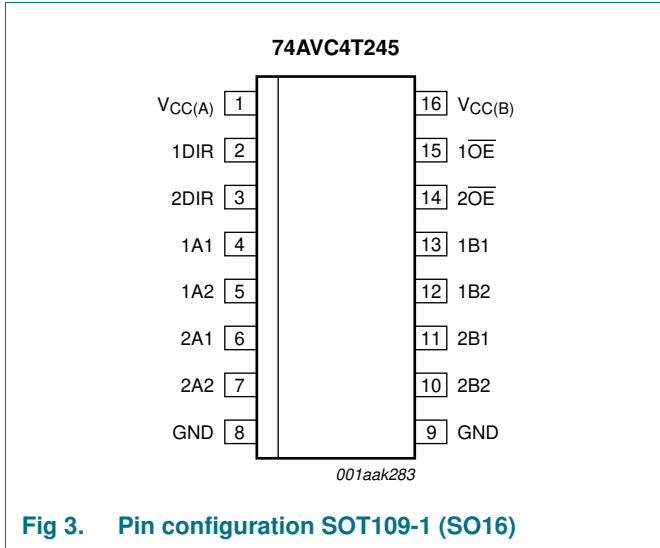 74AVC4T245
VCC(A) 1 16 VCC(B)
1DIR 2 15 1O̅E̅
2DIR 3 14 2O̅E̅
1A1 4 13 1B1
1A2 5 12 1B2
2A1 6 11 2B1
2A2 7 10 2B2
GND 8 9 GND
001aak283
Fig 3. Pin configuration SOT109-1 (SO16)